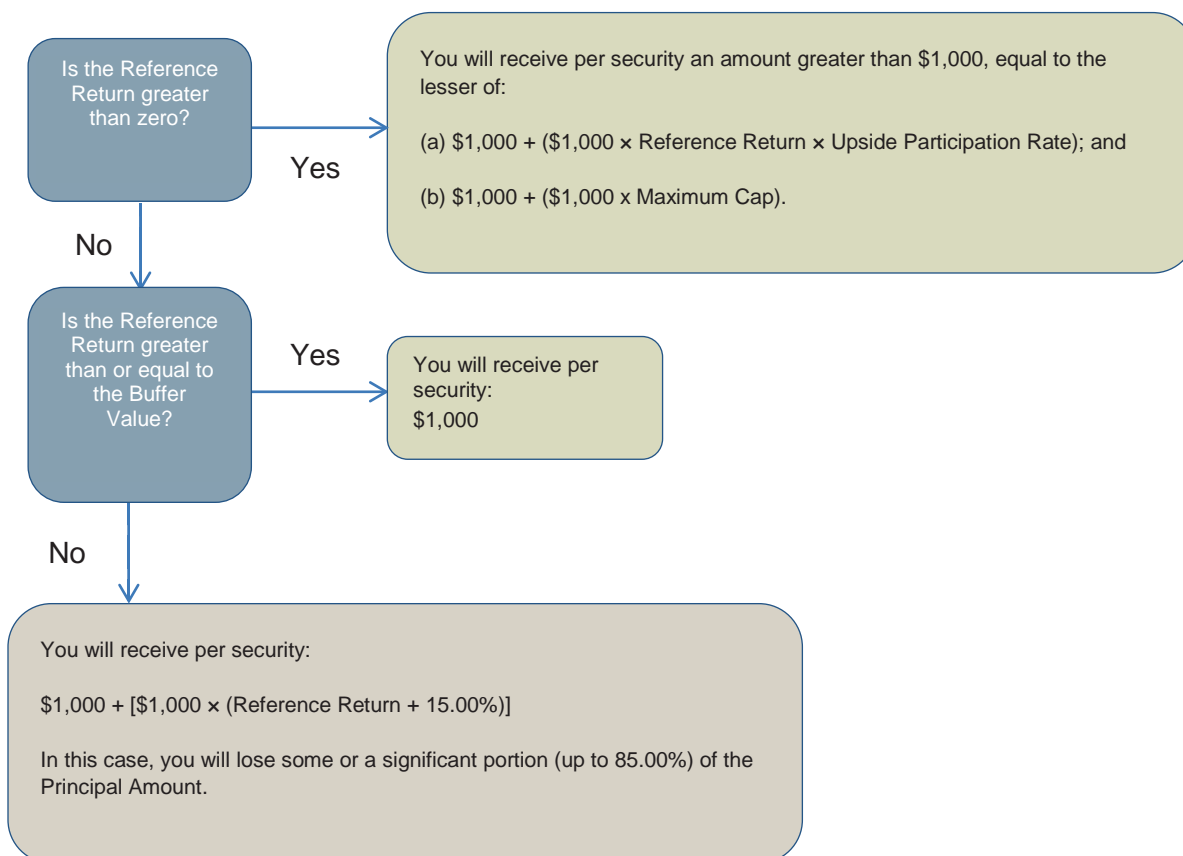 Is the Reference
Return greater
than zero?
Yes
You will receive per security an amount greater than $1,000, equal to the
lesser of:
(a) $1,000 + ($1,000 × Reference Return × Upside Participation Rate); and
(b) $1,000 + ($1,000 x Maximum Cap).
No
Is the Reference
Return greater
than or equal to
the Buffer
Value?
Yes
You will receive per
security:
$1,000
No
You will receive per security:
$1,000 + [$1,000 × (Reference Return + 15.00%)]
In this case, you will lose some or a significant portion (up to 85.00%) of the
Principal Amount.